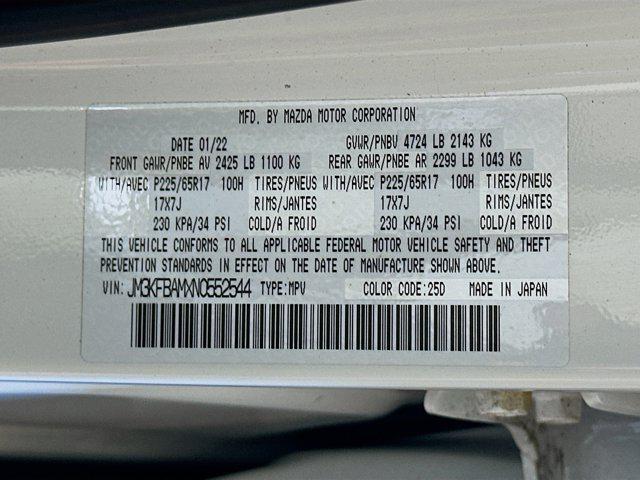 MFD. BY MAZDA MOTOR CORPORATION
DATE 01/22 GVWR/PNBV 4724 LB 2143 KG
FRONT GAWR/PNBE AV 2425 LB 1100 KG REAR GAWR/PNBE AR 2299 LB 1043 KG
WITH/AVEC P225/65R17 100H TIRES/PNEUS WITH/AVEC P225/65R17 100H TIRES/PNEUS
17X7J RIMS/JANTES 17X7J RIMS/JANTES
230 KPA/34 PSI COLD/A FROID 230 KPA/34 PSI COLD/A FROID
THIS VEHICLE CONFORMS TO ALL APPLICABLE FEDERAL MOTOR VEHICLE SAFETY AND THEFT
PREVENTION STANDARDS IN EFFECT ON THE DATE OF MANUFACTURE SHOWN ABOVE.
VIN: JM3KFBAMXN0552544 TYPE:MPV COLOR CODE:25D MADE IN JAPAN